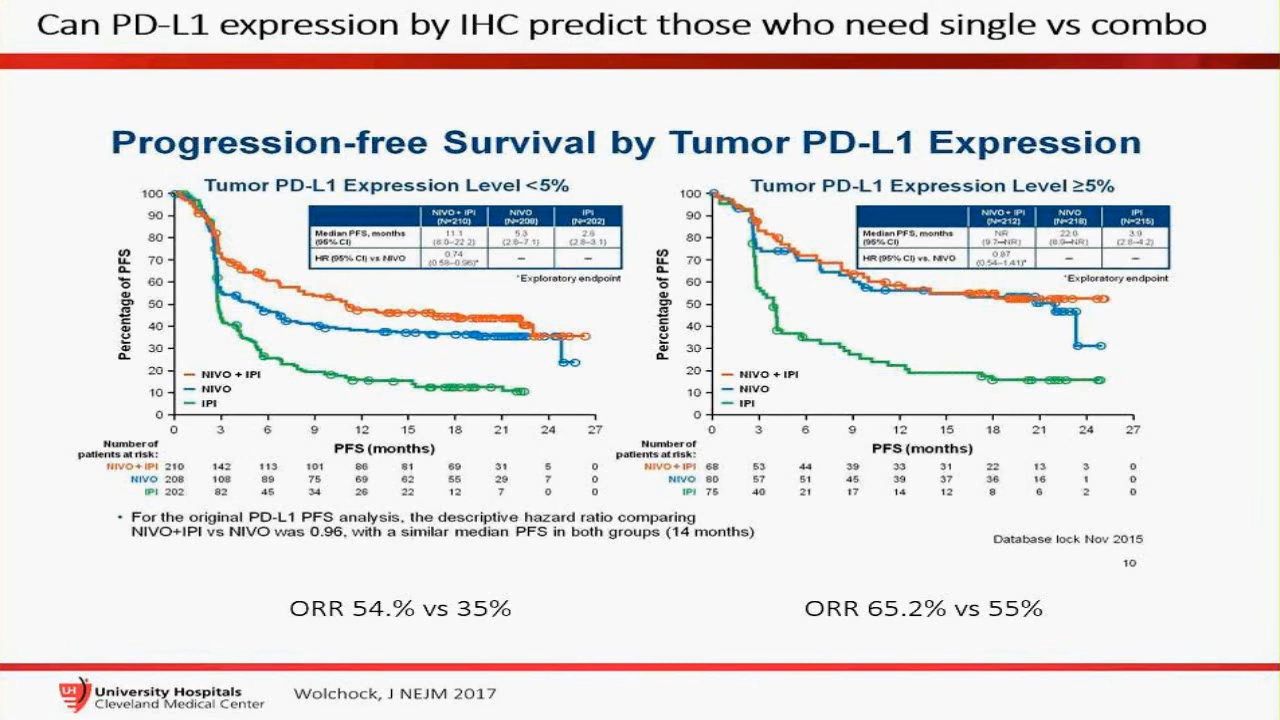 Can PD-L1 expression by IHC predict those who need single vs combo
Progression-free Survival by Tumor PD-L1 Expression
Tumor PD-L1 Expression Level <5%
NIVO + IPI (N=210) NIVO (N=208) IPI (N=202)
Median PFS, months (95% CI) 11.1 (8.0–22.2) 5.3 (2.8–7.1) 2.8 (2.8–3.1)
HR (95% CI) vs NIVO 0.74 (0.58–0.96)* – –
*Exploratory endpoint
Percentage of PFS
100
90
80
70
60
50
40
30
20
10
0
NIVO + IPI
NIVO
IPI
0 3 6 9 12 15 18 21 24 27
PFS (months)
Number of
patients at risk:
NIVO + IPI 210 142 113 101 86 81 69 31 5 0
NIVO 208 108 89 75 69 62 55 29 7 0
IPI 202 82 45 34 26 22 12 7 0 0
Tumor PD-L1 Expression Level ≥5%
NIVO + IPI (N=212) NIVO (N=218) IPI (N=215)
Median PFS, months (95% CI) NR (9.7–NR) 22.0 (8.9–NR) 3.9 (2.8–4.2)
HR (95% CI) vs. NIVO 0.87 (0.54–1.41)* – –
*Exploratory endpoint
Percentage of PFS
100
90
80
70
60
50
40
30
20
10
0
NIVO + IPI
NIVO
IPI
0 3 6 9 12 15 18 21 24 27
PFS (months)
Number of
patients at risk:
NIVO + IPI 68 53 44 39 33 31 22 13 3 0
NIVO 80 57 51 45 39 37 36 16 1 0
IPI 75 40 21 17 14 12 8 6 2 0
• For the original PD-L1 PFS analysis, the descriptive hazard ratio comparing
NIVO+IPI vs NIVO was 0.96, with a similar median PFS in both groups (14 months)
Database lock Nov 2015
10
ORR 54.% vs 35%
ORR 65.2% vs 55%
UH
University Hospitals
Cleveland Medical Center
Wolchock, J NEJM 2017